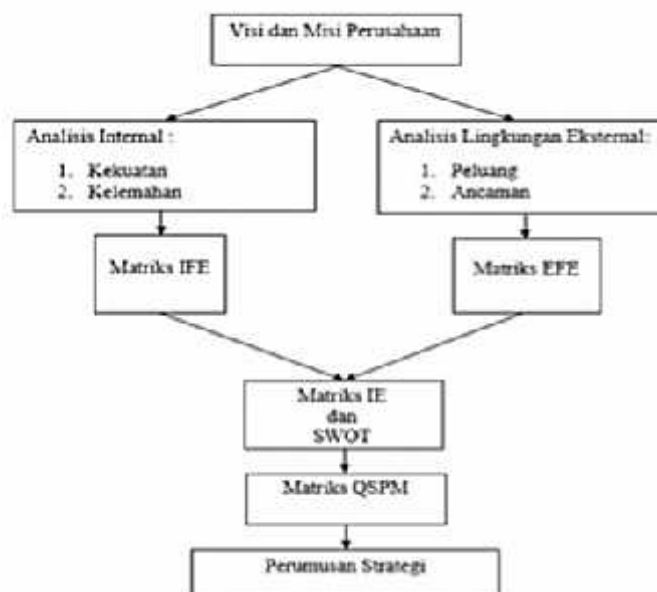 Visi dan Misi Perusahaan
Analisis Internal :
1. Kekuatan
2. Kelemahan
Analisis Lingkungan Eksternal:
1. Peluang
2. Ancaman
Matriks IFE
Matriks EFE
Matriks IE
dan
SWOT
Matriks QSPM
Perumusan Strategi